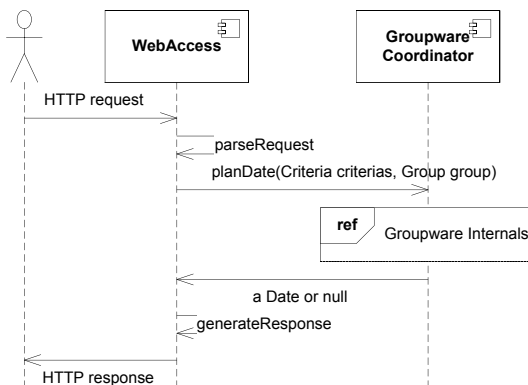 WebAccess
Groupware
Coordinator
HTTP request
parseRequest
planDate(Criteria criterias, Group group)
ref
Groupware Internals
a Date or null
generateResponse
HTTP response